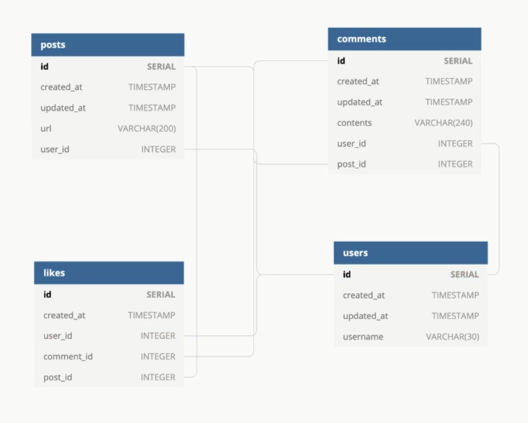 posts
id SERIAL
created_at TIMESTAMP
updated_at TIMESTAMP
url VARCHAR(200)
user_id INTEGER
comments
id SERIAL
created_at TIMESTAMP
updated_at TIMESTAMP
contents VARCHAR(240)
user_id INTEGER
post_id INTEGER
likes
id SERIAL
created_at TIMESTAMP
user_id INTEGER
comment_id INTEGER
post_id INTEGER
users
id SERIAL
created_at TIMESTAMP
updated_at TIMESTAMP
username VARCHAR(30)